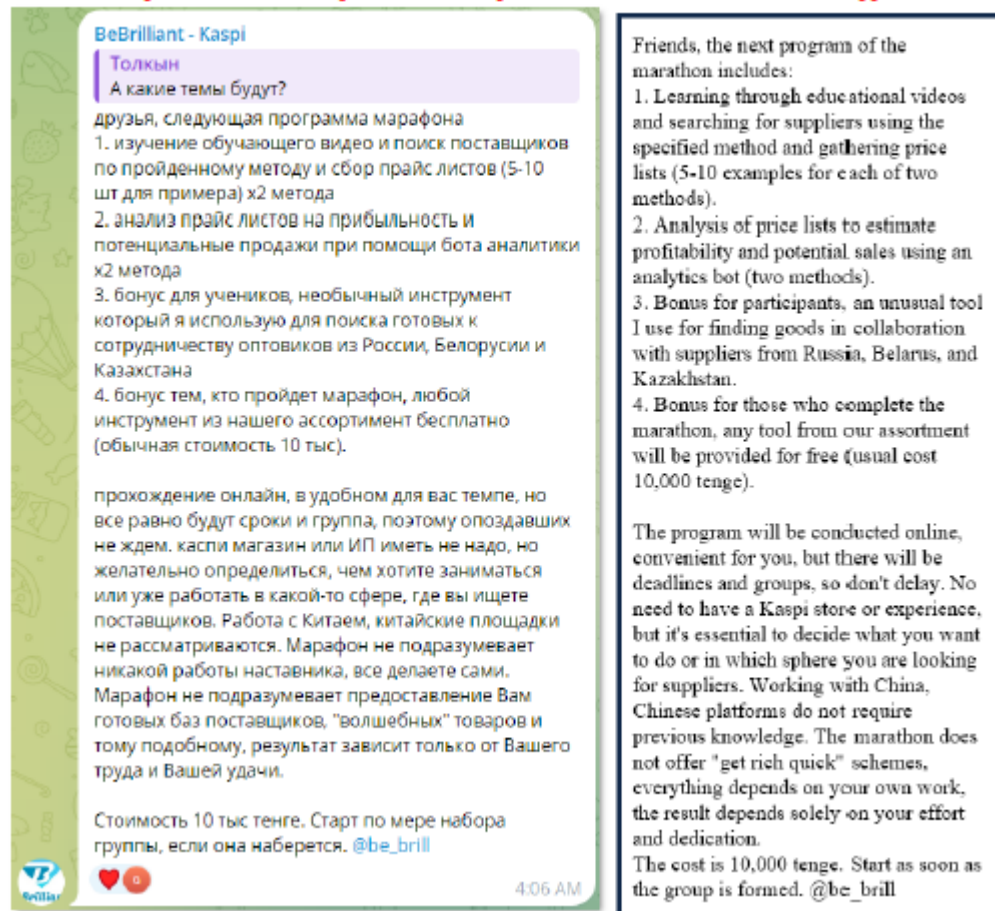 BeBrilliant - Kaspi
Толкын
А какие темы будут?
друзья, следующая программа марафона
1. изучение обучающего видео и поиск поставщиков
по пройденному методу и сбор прайс листов (5-10
шт для примера) x2 метода
2. анализ прайс листов на прибыльность и
потенциальные продажи при помощи бота аналитики
x2 метода
3. бонус для учеников, необычный инструмент
который я использую для поиска готовых к
сотрудничеству оптовиков из России, Белорусии и
Казахстана
4. бонус тем, кто пройдет марафон, любой
инструмент из нашего ассортимент бесплатно
(обычная стоимость 10 тыс).
прохождение онлайн, в удобном для вас темпе, но
все равно будут сроки и группа, поэтому опоздавших
не ждем. каспи магазин или ИП иметь не надо, но
желательно определиться, чем хотите заниматься
или уже работать в какой-то сфере, где вы ищете
поставщиков. Работа с Китаем, китайские площадки
не рассматриваются. Марафон не подразумевает
никакой работы наставника, все делаете сами.
Марафон не подразумевает предоставление Вам
готовых баз поставщиков, "волшебных" товаров и
тому подобному, результат зависит только от Вашего
труда и Вашей удачи.
Стоимость 10 тыс тенге. Старт по мере набора
группы, если она наберется. @be_brill
4:06 AM
Friends, the next program of the
marathon includes:
1. Learning through educational videos
and searching for suppliers using the
specified method and gathering price
lists (5-10 examples for each of two
methods).
2. Analysis of price lists to estimate
profitability and potential sales using an
analytics bot (two methods).
3. Bonus for participants, an unusual tool
I use for finding goods in collaboration
with suppliers from Russia, Belarus, and
Kazakhstan.
4. Bonus for those who complete the
marathon, any tool from our assortment
will be provided for free (usual cost
10,000 tenge).
The program will be conducted online,
convenient for you, but there will be
deadlines and groups, so don't delay. No
need to have a Kaspi store or experience,
but it's essential to decide what you want
to do or in which sphere you are looking
for suppliers. Working with China,
Chinese platforms do not require
previous knowledge. The marathon does
not offer "get rich quick" schemes,
everything depends on your own work,
the result depends solely on your effort
and dedication.
The cost is 10,000 tenge. Start as soon as
the group is formed. @be_brill